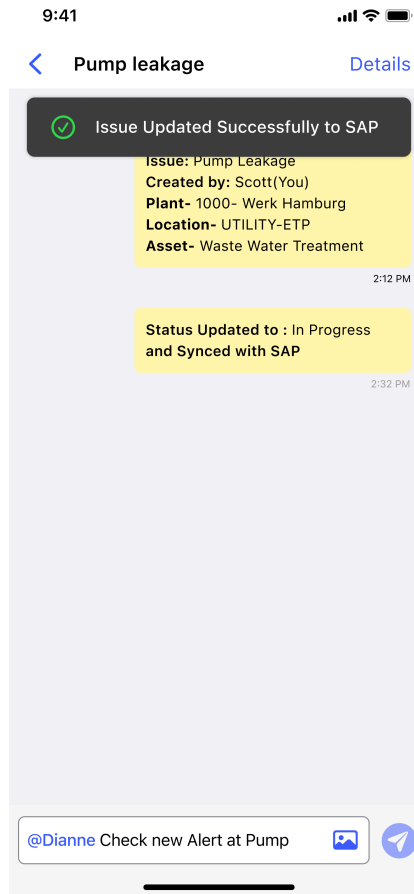 9:41
Pump leakage
Details
Issue Updated Successfully to SAP
Issue: Pump Leakage
Created by: Scott(You)
Plant- 1000- Werk Hamburg
Location- UTILITY-ETP
Asset- Waste Water Treatment
2:12 PM
Status Updated to : In Progress
and Synced with SAP
2:32 PM
@Dianne Check new Alert at Pump